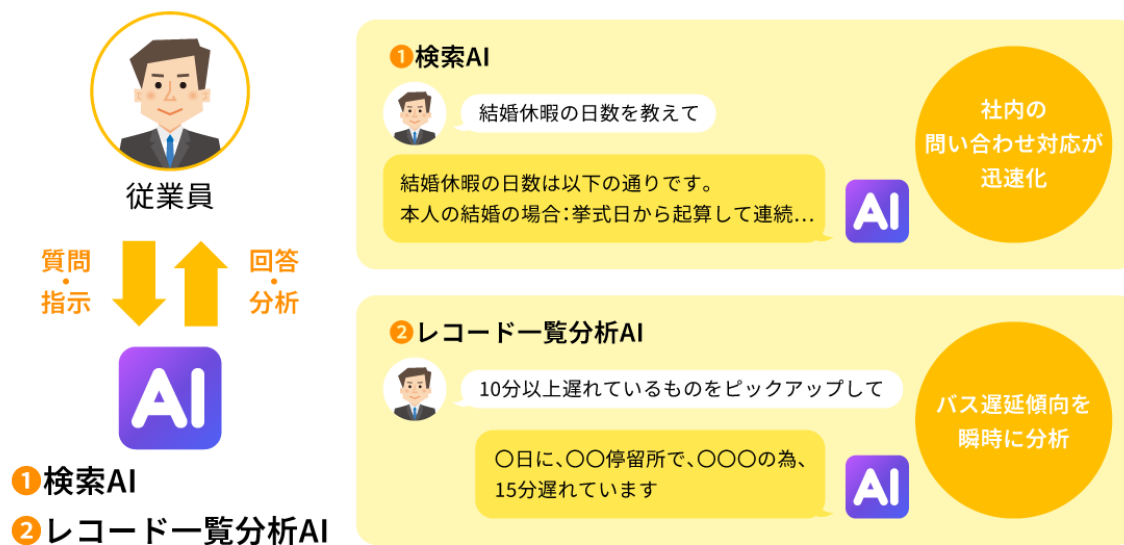 従業員
質問・指示
回答・分析
AI
❶検索AI
❷レコード一覧分析AI
❶検索AI
結婚休暇の日数を教えて
結婚休暇の日数は以下の通りです。
本人の結婚の場合：挙式日から起算して連続…
AI
社内の
問い合わせ対応が
迅速化
❷レコード一覧分析AI
10分以上遅れているものをピックアップして
〇日に、〇〇停留所で、〇〇〇の為、
15分遅れています
AI
バス遅延傾向を
瞬時に分析